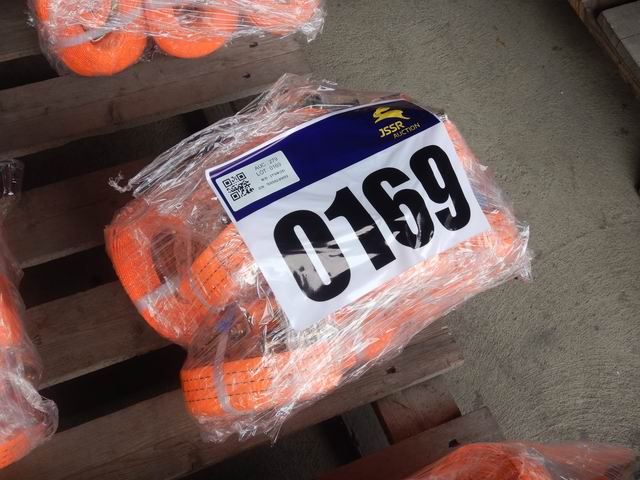 JSSR
AUCTION
AUC : 279
LOT : 0169
0169